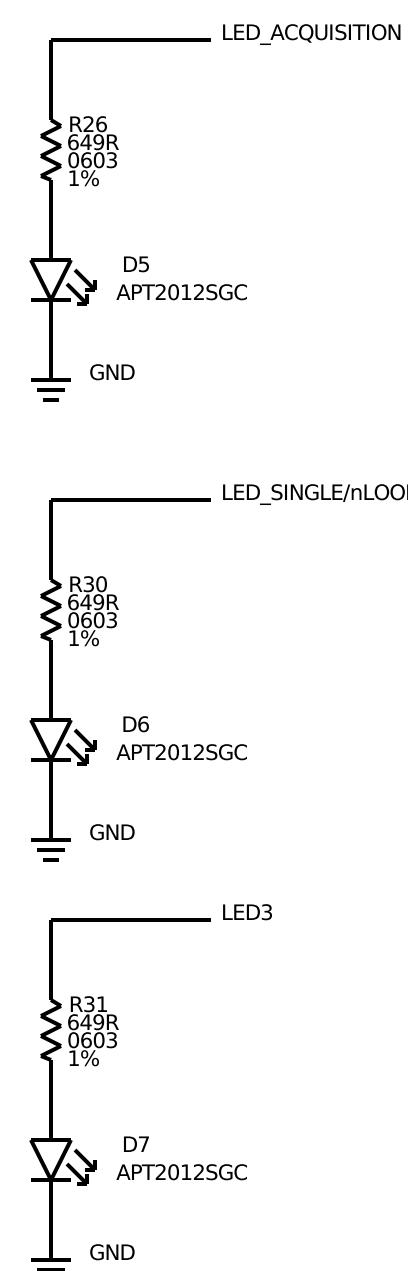 LED_ACQUISITION
R26
649R
0603
1%
D5
APT2012SGC
GND
LED_SINGLE/nLOO
R30
649R
0603
1%
D6
APT2012SGC
GND
LED3
R31
649R
0603
1%
D7
APT2012SGC
GND